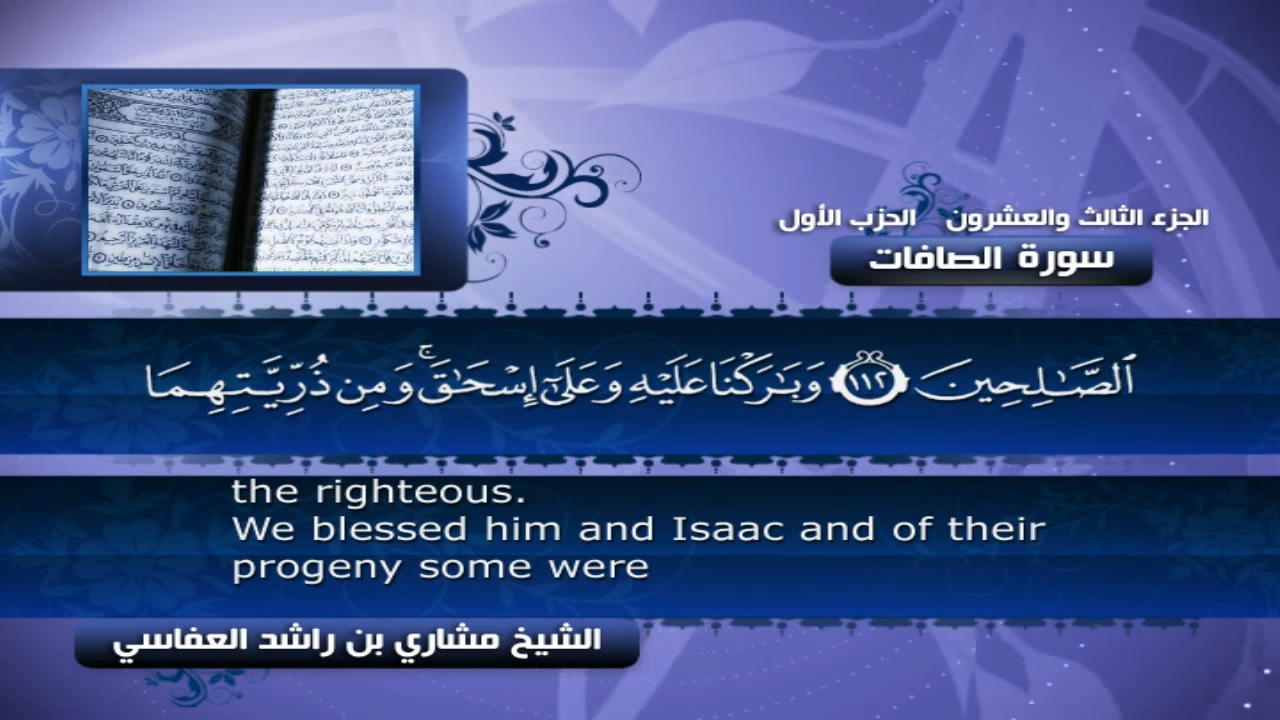 الجزء الثالث والعشرون الحزب الأول
سورة الصافات
ٱلصَّـٰلِحِينَ ١١٢ وَبَـٰرَكْنَا عَلَيْهِ وَعَلَىٰٓ إِسْحَـٰقَ ۚ وَمِن ذُرِّيَّتِهِمَا
the righteous.
We blessed him and Isaac and of their
progeny some were
الشيخ مشاري بن راشد العفاسي